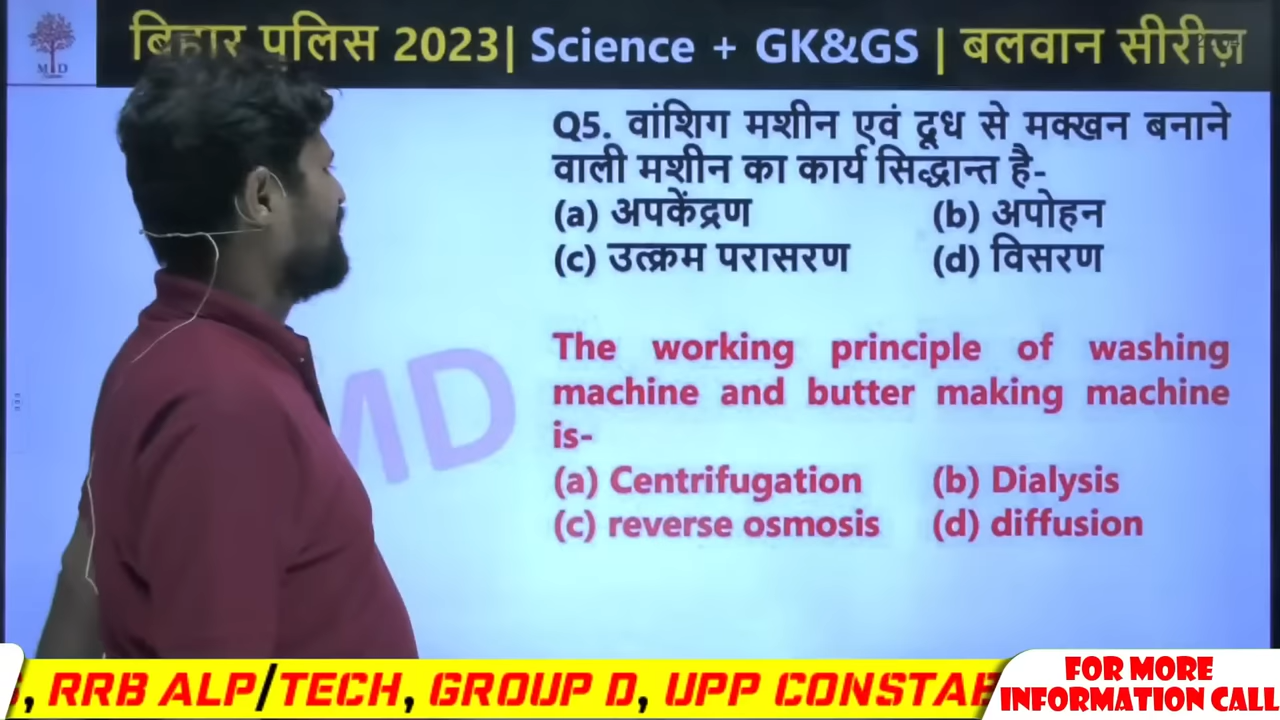 बिहार पुलिस 2023| Science + GK&GS | बलवान सीरीज़
MD
Q5. वांशिग मशीन एवं दूध से मक्खन बनाने
वाली मशीन का कार्य सिद्धान्त है-
(a) अपकेंद्रण (b) अपोहन
(c) उत्क्रम परासरण (d) विसरण
The working principle of washing
machine and butter making machine
is-
(a) Centrifugation (b) Dialysis
(c) reverse osmosis (d) diffusion
MD
, RRB ALP/TECH, GROUP D, UPP
FOR MORE
INFORMATION CALL